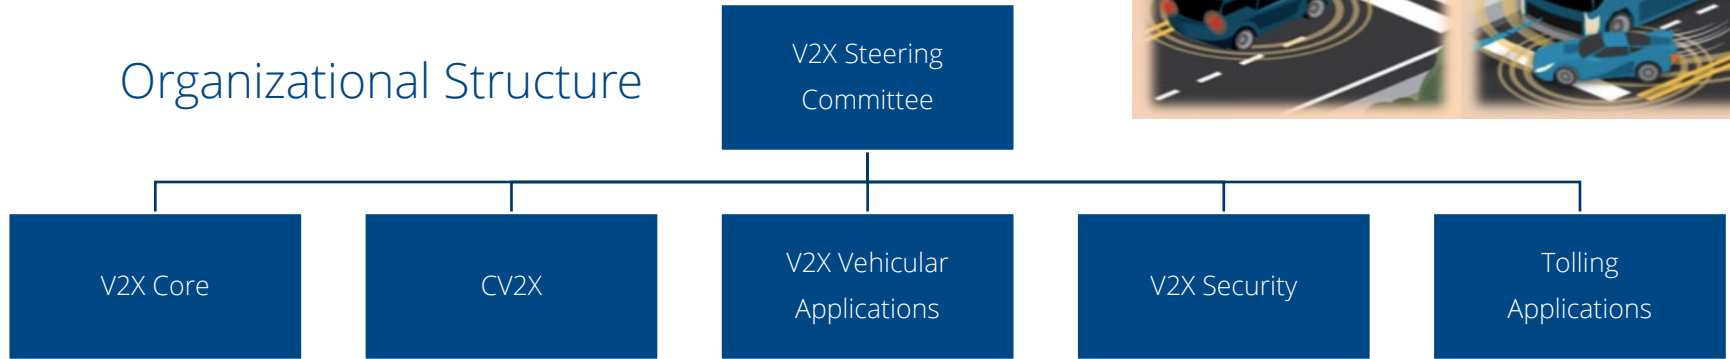 Organizational Structure
V2X Steering
Committee
V2X Core
CV2X
V2X Vehicular
Applications
V2X Security
Tolling
Applications